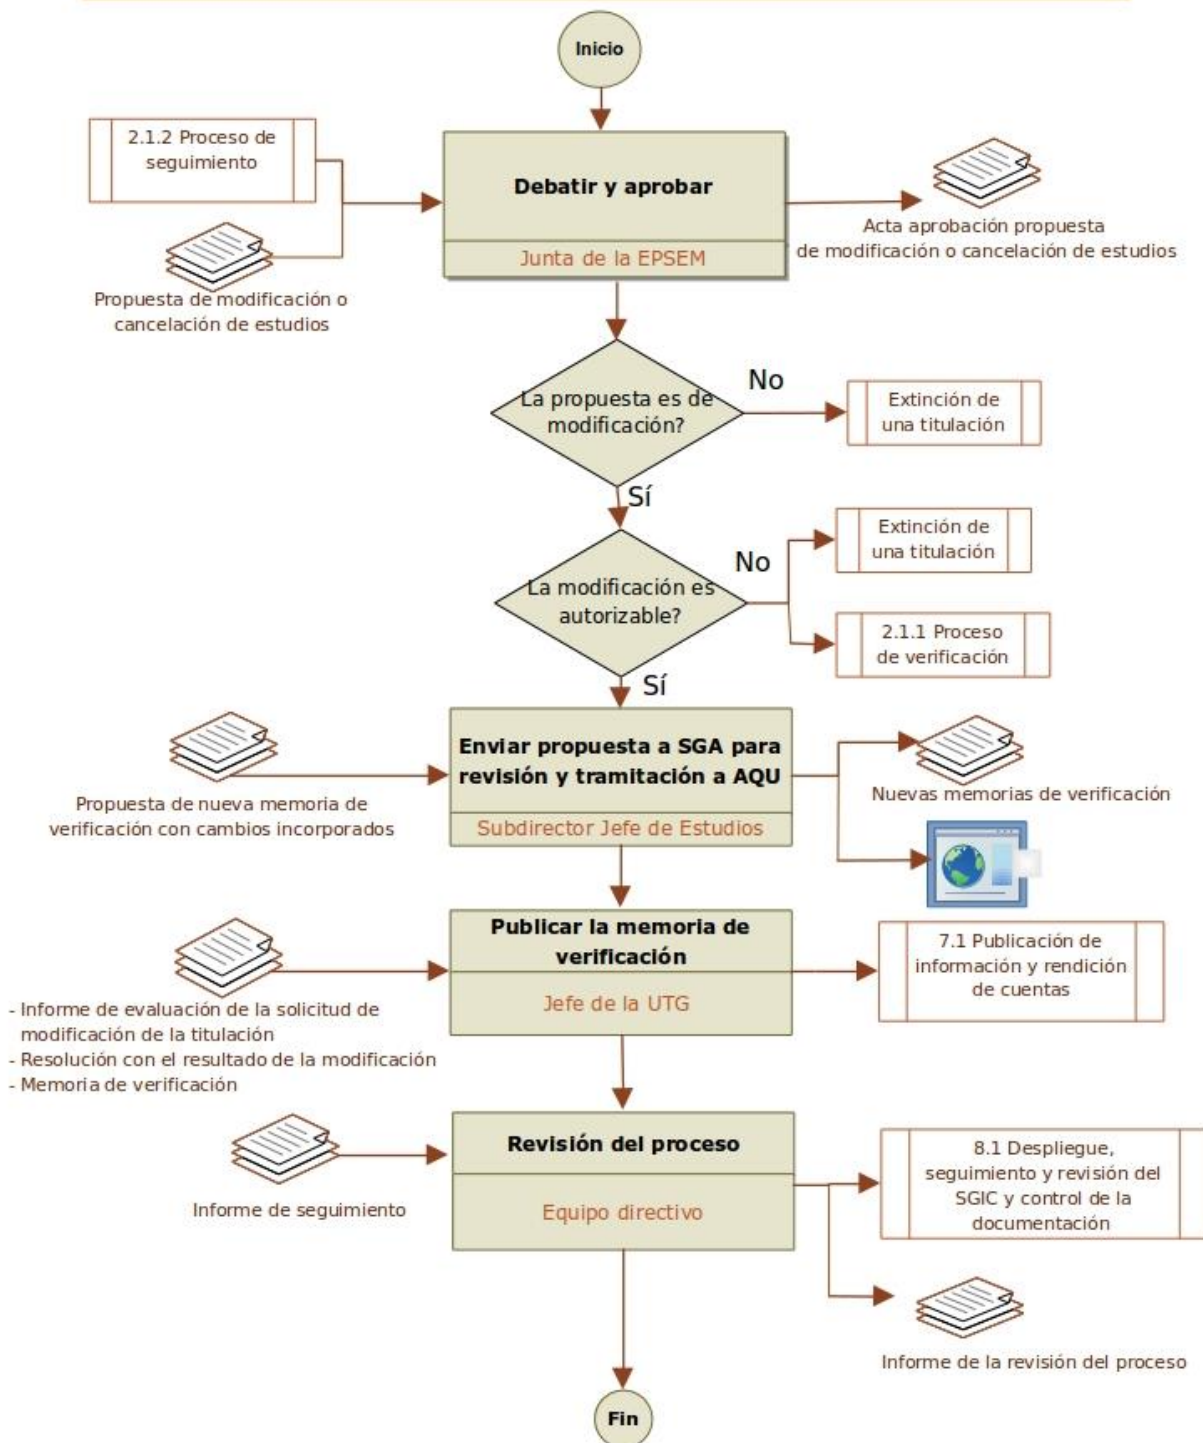 Inicio
2.1.2 Proceso de
seguimiento
Debatir y aprobar
Junta de la EPSEM
Acta aprobación propuesta
de modificación o cancelación de estudios
Propuesta de modificación o
cancelación de estudios
La propuesta es de
modificación?
No
Extinción de
una titulación
Sí
La modificación es
autorizable?
No
Extinción de
una titulación
2.1.1 Proceso
de verificación
Sí
Enviar propuesta a SGA para
revisión y tramitación a AQU
Subdirector Jefe de Estudios
Propuesta de nueva memoria de
verificación con cambios incorporados
Nuevas memorias de verificación
Publicar la memoria de
verificación
Jefe de la UTG
7.1 Publicación de
información y rendición
de cuentas
- Informe de evaluación de la solicitud de
modificación de la titulación
- Resolución con el resultado de la modificación
- Memoria de verificación
Revisión del proceso
Equipo directivo
Informe de seguimiento
8.1 Despliegue,
seguimiento y revisión del
SGIC y control de la
documentación
Informe de la revisión del proceso
Fin